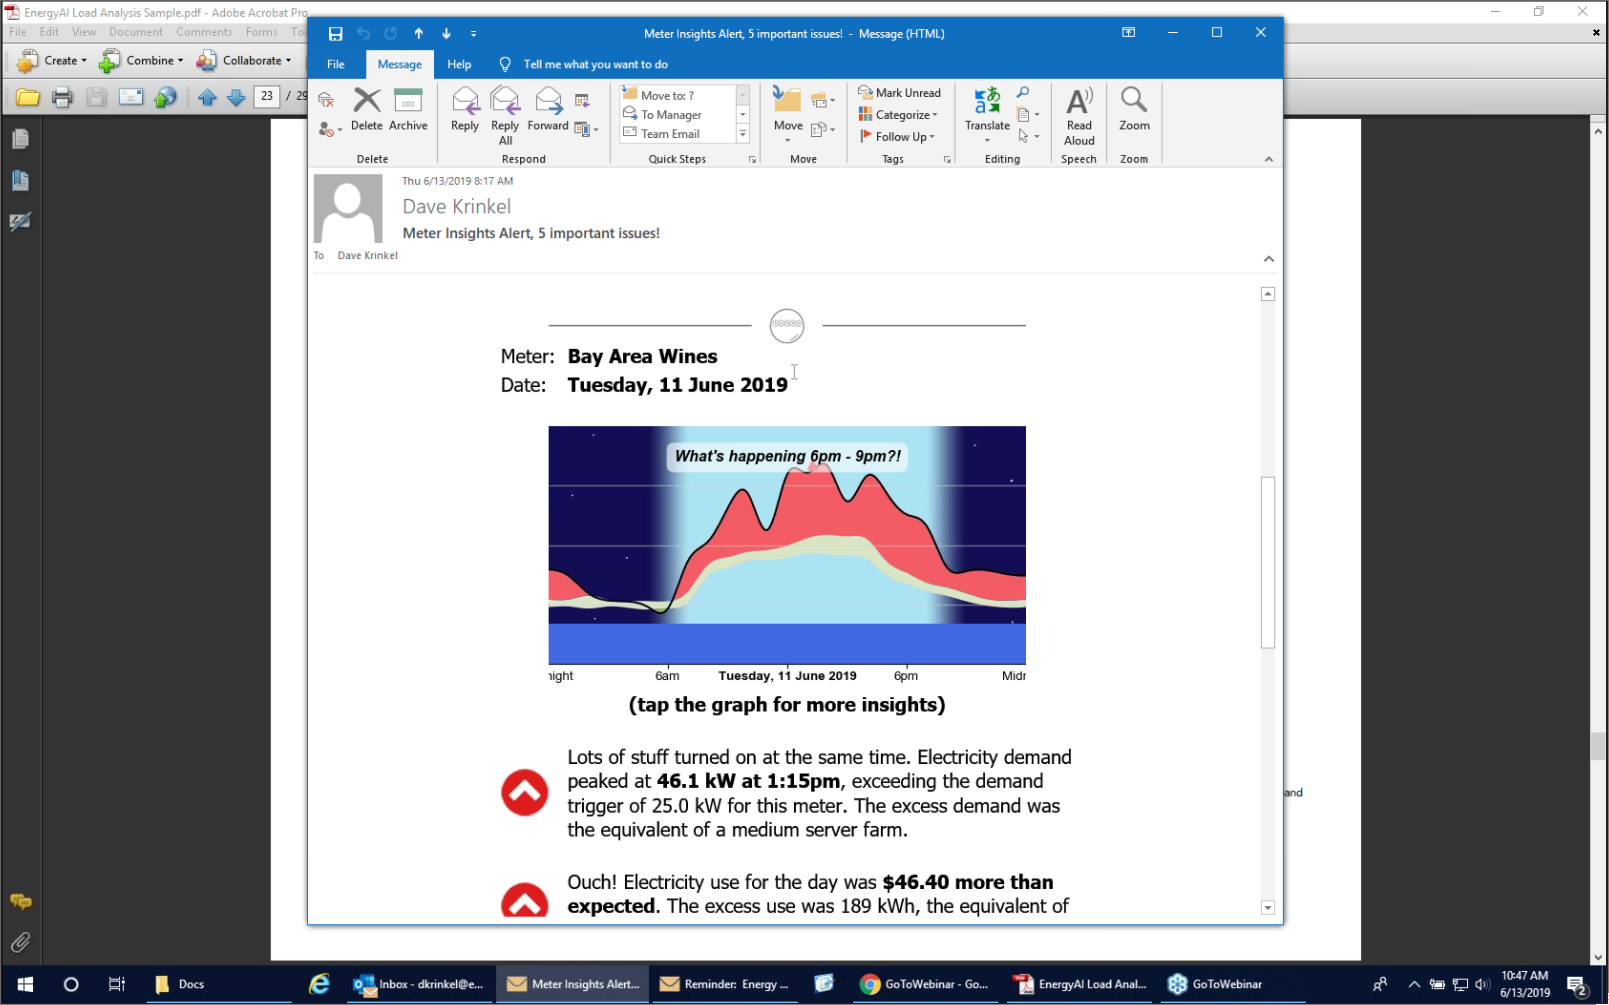 EnergyAI Load Analysis Sample.pdf - Adobe Acrobat Pro
File Edit View Document Comments Forms
Create Combine Collaborate
23 / 29
Meter Insights Alert, 5 important issues! - Message (HTML)
File Message Help Tell me what you want to do
Delete Archive
Reply Reply All Forward
Move to: ?
To Manager
Team Email
Move
Mark Unread
Categorize
Follow Up
Translate
Read Aloud
Zoom
Delete Respond Quick Steps Move Tags Editing Speech Zoom
Thu 6/13/2019 8:17 AM
Dave Krinkel
Meter Insights Alert, 5 important issues!
To Dave Krinkel
Meter: Bay Area Wines
Date: Tuesday, 11 June 2019
What's happening 6pm - 9pm?!
6am Tuesday, 11 June 2019 6pm
(tap the graph for more insights)
Lots of stuff turned on at the same time. Electricity demand
peaked at 46.1 kW at 1:15pm, exceeding the demand
trigger of 25.0 kW for this meter. The excess demand was
the equivalent of a medium server farm.
and
Ouch! Electricity use for the day was $46.40 more than
expected. The excess use was 189 kWh, the equivalent of
Docs
Inbox - dkrinkel@e...
Meter Insights Alert...
Reminder: Energy ...
GoToWebinar - Go...
EnergyAI Load Anal...
GoToWebinar
10:47 AM
6/13/2019
2